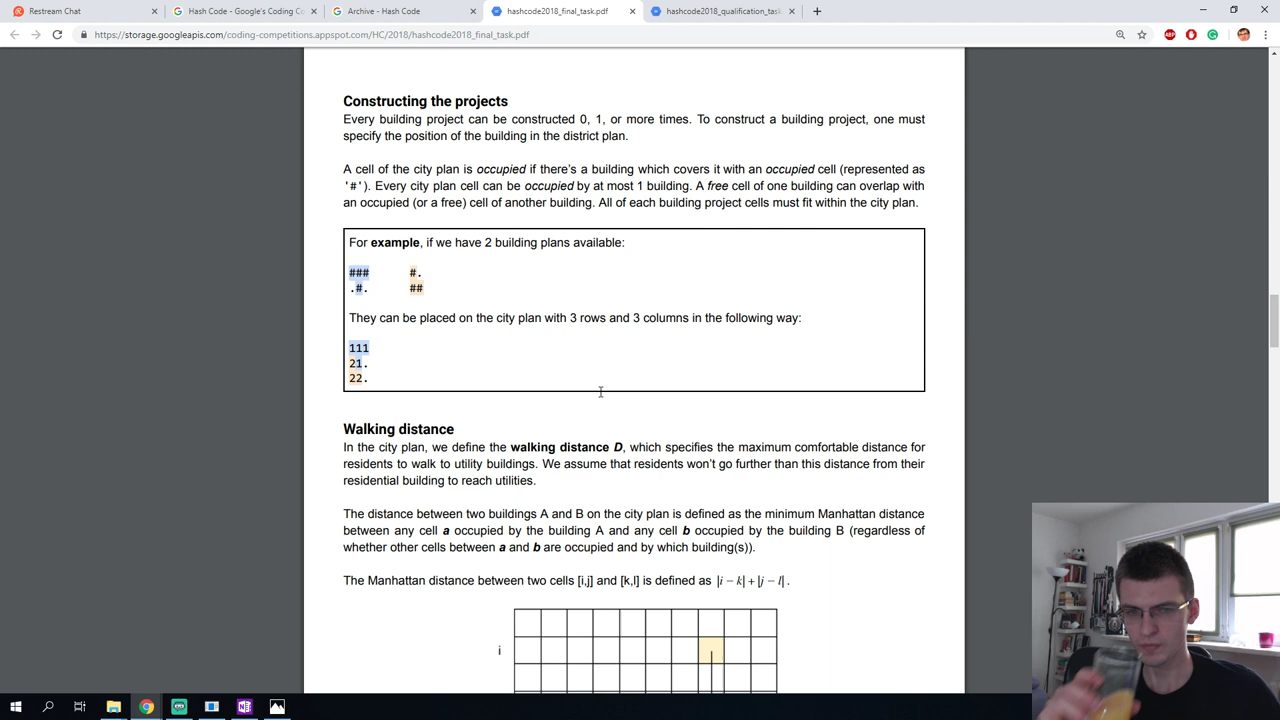 Restream Chat
Hash Code - Google's Coding Co
Archive - Hash Code
hashcode2018_final_task.pdf
hashcode2018_qualification_task
https://storage.googleapis.com/coding-competitions.appspot.com/HC/2018/hashcode2018_final_task.pdf
Constructing the projects
Every building project can be constructed 0, 1, or more times. To construct a building project, one must
specify the position of the building in the district plan.
A cell of the city plan is occupied if there's a building which covers it with an occupied cell (represented as
'#'). Every city plan cell can be occupied by at most 1 building. A free cell of one building can overlap with
an occupied (or a free) cell of another building. All of each building project cells must fit within the city plan.
For example, if we have 2 building plans available:
### #.
.#. ##
They can be placed on the city plan with 3 rows and 3 columns in the following way:
111
21.
22.
Walking distance
In the city plan, we define the walking distance D, which specifies the maximum comfortable distance for
residents to walk to utility buildings. We assume that residents won't go further than this distance from their
residential building to reach utilities.
The distance between two buildings A and B on the city plan is defined as the minimum Manhattan distance
between any cell a occupied by the building A and any cell b occupied by the building B (regardless of
whether other cells between a and b are occupied and by which building(s)).
The Manhattan distance between two cells [i,j] and [k,l] is defined as |i − k| + |j − l| .
i